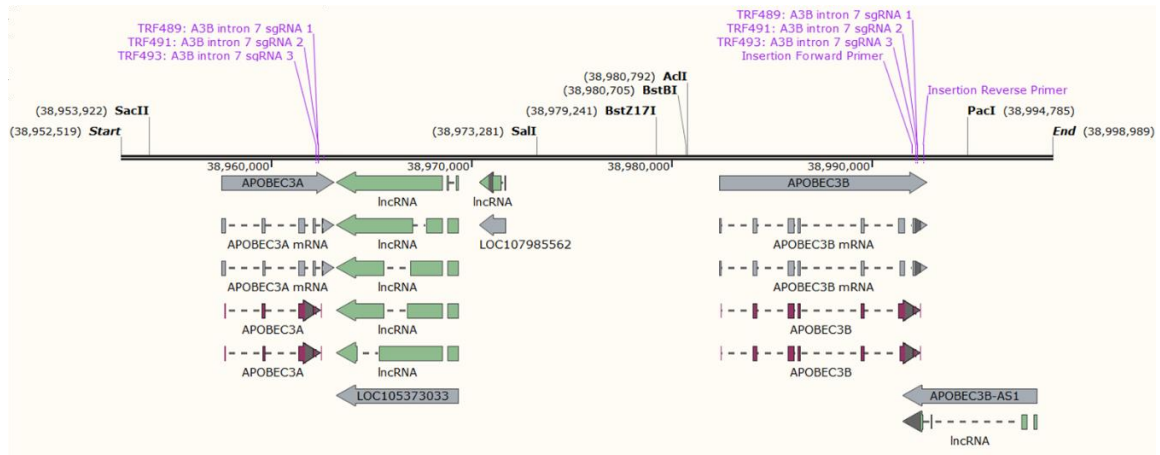 TRF489: A3B intron 7 sgRNA 1
TRF491: A3B intron 7 sgRNA 2
TRF493: A3B intron 7 sgRNA 3
TRF489: A3B intron 7 sgRNA 1
TRF491: A3B intron 7 sgRNA 2
TRF493: A3B intron 7 sgRNA 3
Insertion Forward Primer
Insertion Reverse Primer
(38,980,792) AclI
(38,980,705) BstBI
(38,953,922) SacII
(38,979,241) BstZ17I
PacI (38,994,785)
(38,952,519) Start
(38,973,281) SalI
End (38,998,989)
38,960,000 38,970,000 38,980,000 38,990,000
APOBEC3A APOBEC3B
lncRNA lncRNA
APOBEC3A mRNA lncRNA LOC107985562 APOBEC3B mRNA
APOBEC3A mRNA lncRNA APOBEC3B mRNA
APOBEC3A lncRNA APOBEC3B
APOBEC3A lncRNA APOBEC3B
LOC105373033 APOBEC3B-AS1
lncRNA